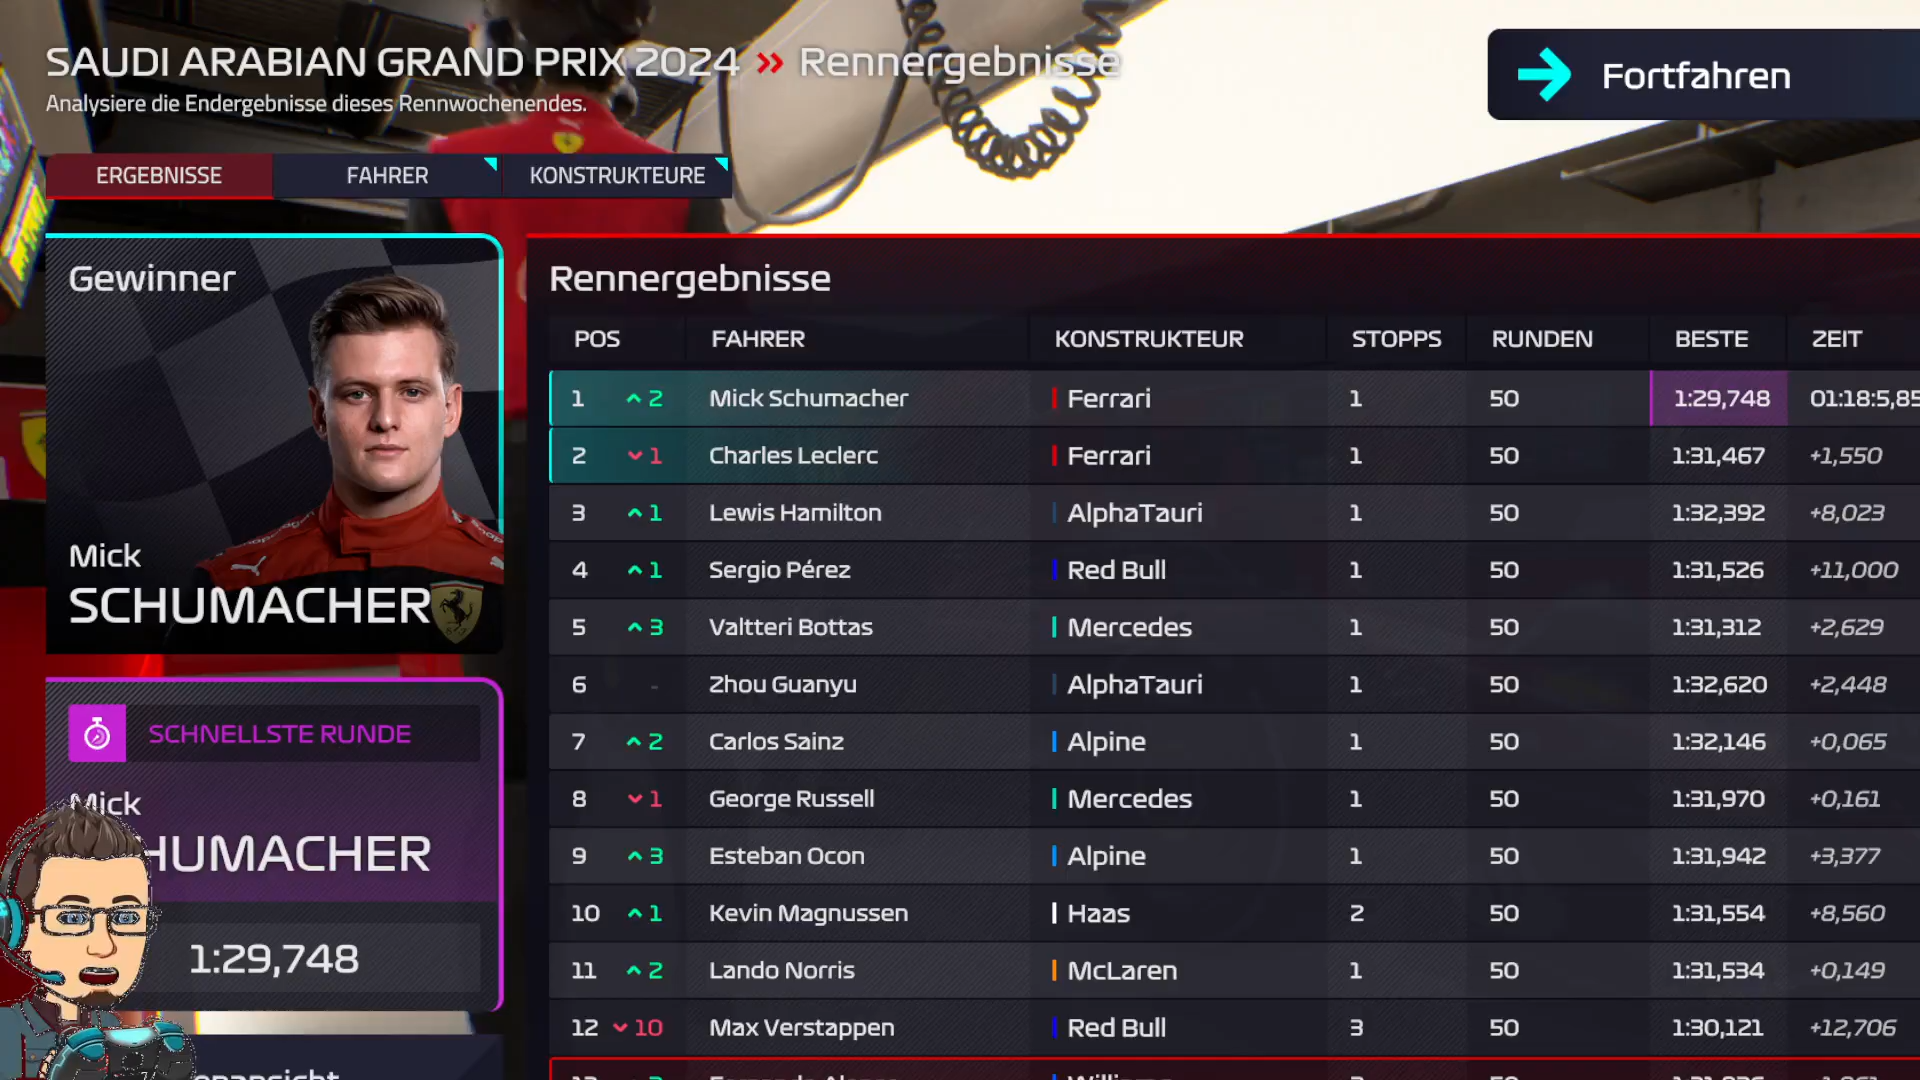 SAUDI ARABIAN GRAND PRIX 2024 » Rennergebnisse
Analysiere die Endergebnisse dieses Rennwochenendes.
Fortfahren
ERGEBNISSE FAHRER KONSTRUKTEURE
Gewinner
Mick
SCHUMACHER
SCHNELLSTE RUNDE
Mick
HUMACHER
1:29,748
Rennergebnisse
POS FAHRER KONSTRUKTEUR STOPPS RUNDEN BESTE ZEIT
1 2 Mick Schumacher Ferrari 1 50 1:29,748 01:18:5,85
2 1 Charles Leclerc Ferrari 1 50 1:31,467 +1,550
3 1 Lewis Hamilton AlphaTauri 1 50 1:32,392 +8,023
4 1 Sergio Pérez Red Bull 1 50 1:31,526 +11,000
5 3 Valtteri Bottas Mercedes 1 50 1:31,312 +2,629
6 - Zhou Guanyu AlphaTauri 1 50 1:32,620 +2,448
7 2 Carlos Sainz Alpine 1 50 1:32,146 +0,065
8 1 George Russell Mercedes 1 50 1:31,970 +0,161
9 3 Esteban Ocon Alpine 1 50 1:31,942 +3,377
10 1 Kevin Magnussen Haas 2 50 1:31,554 +8,560
11 2 Lando Norris McLaren 1 50 1:31,534 +0,149
12 10 Max Verstappen Red Bull 3 50 1:30,121 +12,706